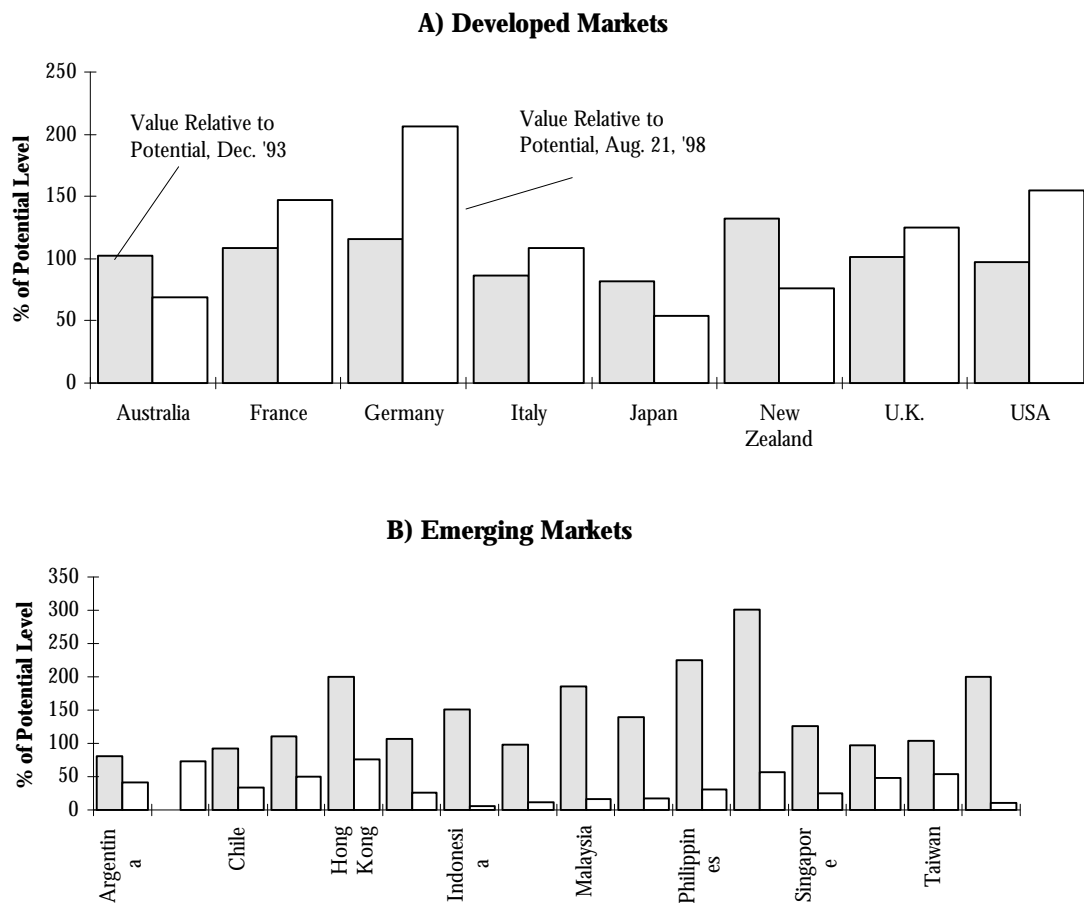 A) Developed Markets
% of Potential Level
250
200
150
100
50
0
Value Relative to
Potential, Dec. '93
Value Relative to
Potential, Aug. 21, '98
Australia
France
Germany
Italy
Japan
New
Zealand
U.K.
USA
B) Emerging Markets
% of Potential Level
350
300
250
200
150
100
50
0
Argentin
a
Chile
Hong
Kong
Indonesi
a
Malaysia
Philippin
es
Singapor
e
Taiwan